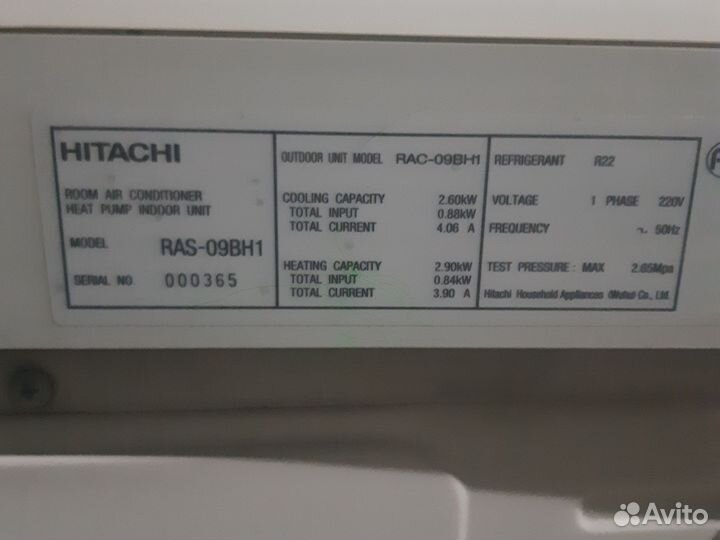 HITACHI
ROOM AIR CONDITIONER
HEAT PUMP INDOOR UNIT
MODEL RAS-09BH1
SERIAL NO. 000365
OUTDOOR UNIT MODEL RAC-09BH1
COOLING CAPACITY 2.60kW
TOTAL INPUT 0.88kW
TOTAL CURRENT 4.06 A
HEATING CAPACITY 2.90kW
TOTAL INPUT 0.84kW
TOTAL CURRENT 3.90 A
REFRIGERANT R22
VOLTAGE 1 PHASE 220V
FREQUENCY ~. 50Hz
TEST PRESSURE: MAX 2.65Mpa
Hitachi Household Appliances (Wuhu) Co., Ltd.
Avito